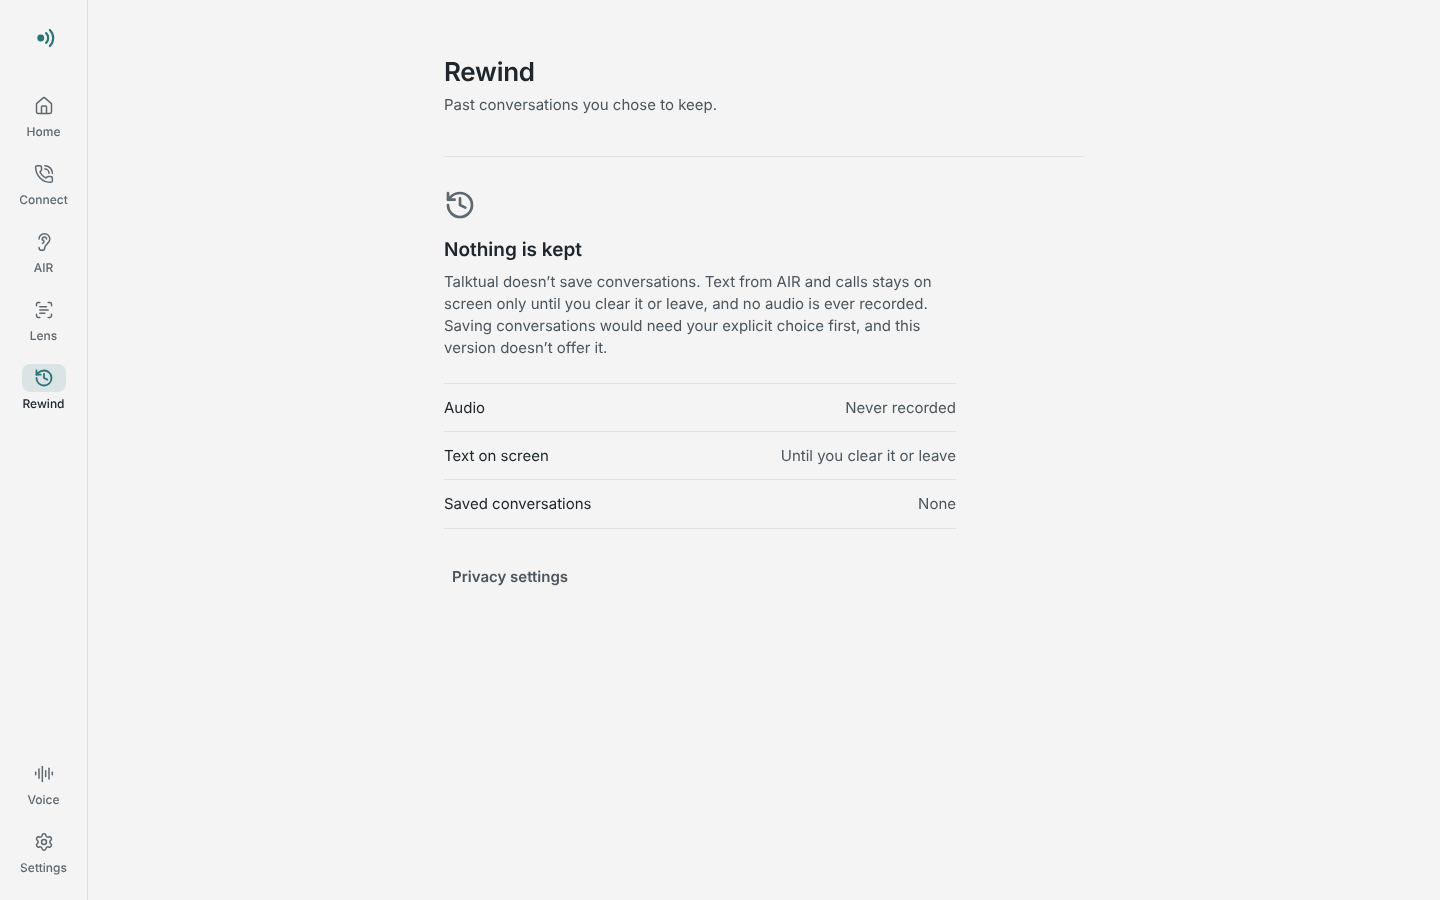 Rewind
Past conversations you chose to keep.
Home
Connect
AIR
Lens
Rewind
Nothing is kept
Talktual doesn’t save conversations. Text from AIR and calls stays on
screen only until you clear it or leave, and no audio is ever recorded.
Saving conversations would need your explicit choice first, and this
version doesn’t offer it.
Audio Never recorded
Text on screen Until you clear it or leave
Saved conversations None
Privacy settings
Voice
Settings